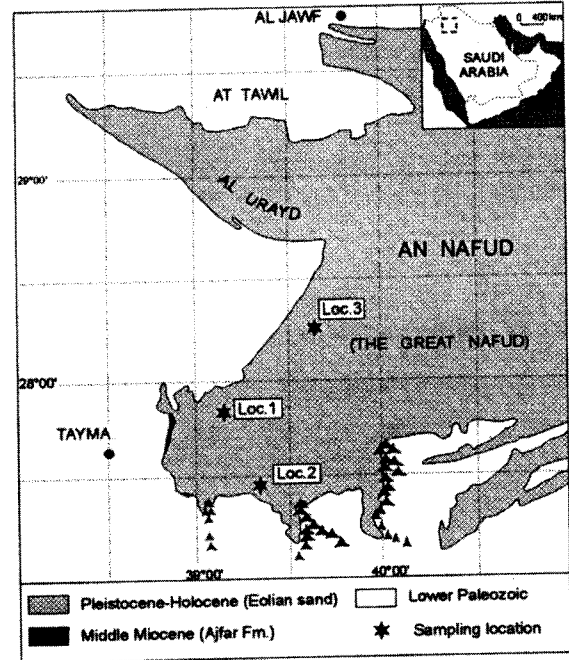 AL JAWF
0 400 km
SAUDI
ARABIA
AT TAWIL
29°00'
AL URAYD
AN NAFUD
Loc.3
(THE GREAT NAFUD)
28°00'
Loc.1
TAYMA
Loc.2
39°00'
40°00'
Pleistocene-Holocene (Eolian sand)
Lower Paleozoic
Middle Miocene (Ajfar Fm.)
Sampling location